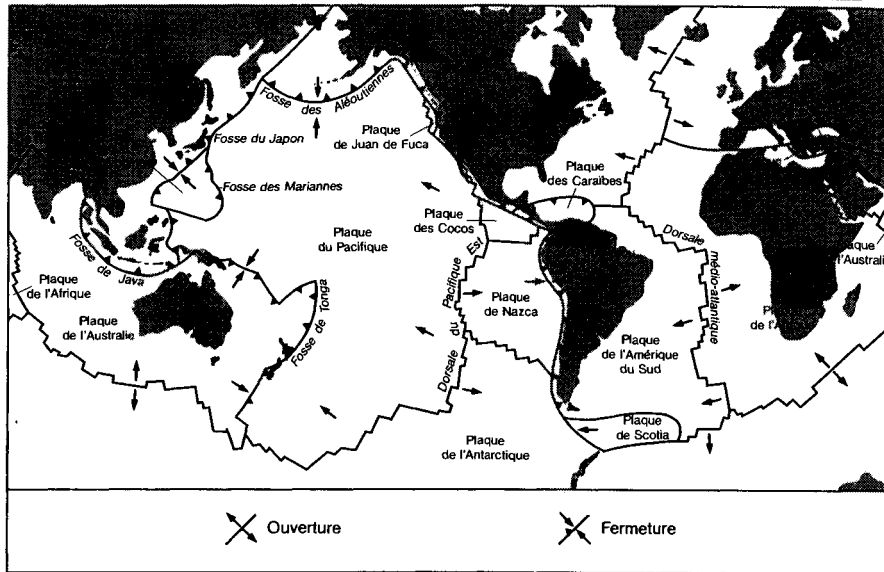 Fosse des Aléoutiennes
Fosse du Japon
Plaque
de Juan de Fuca
Fosse des Mariannes
Plaque
des Caraïbes
Plaque
des Cocos
Plaque
du Pacifique
Fosse de Java
Dorsale médio-atlantique
Plaque
de l'Afrique
Plaque
de l'Australie
Fosse de Tonga
Dorsale du Pacifique Est
Plaque
de Nazca
Plaque
de l'Amérique
du Sud
Plaque
l'Austral
Plaque
de Scotia
Plaque
de l'Antarctique
Ouverture
Fermeture